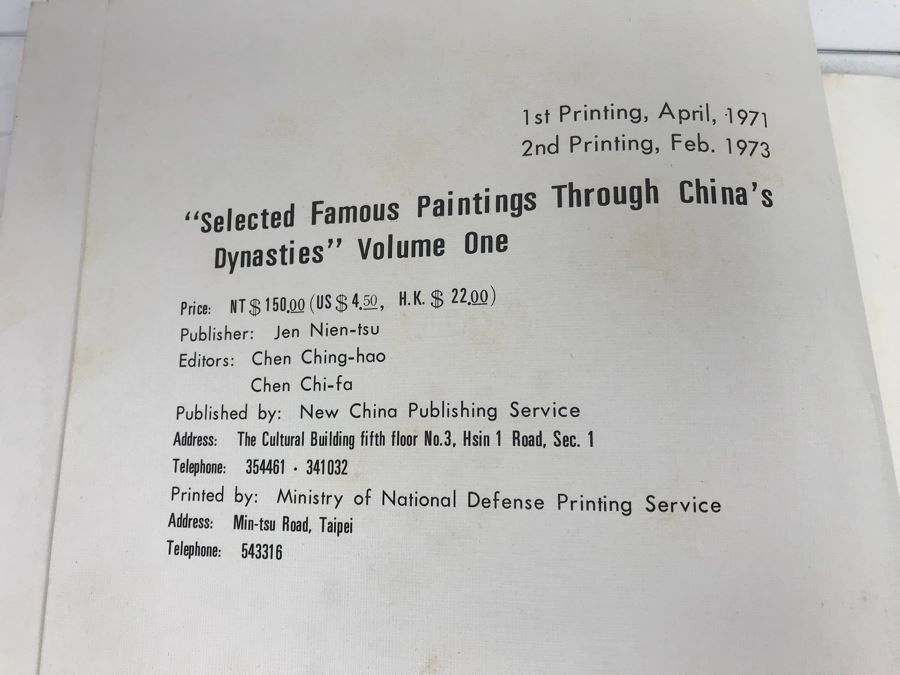 1st Printing, April, 1971
2nd Printing, Feb. 1973
“Selected Famous Paintings Through China’s
Dynasties” Volume One
Price: NT $ 150.00 (US $ 4.50, H.K. $ 22.00)
Publisher: Jen Nien-tsu
Editors: Chen Ching-hao
Chen Chi-fa
Published by: New China Publishing Service
Address: The Cultural Building fifth floor No.3, Hsin 1 Road, Sec. 1
Telephone: 354461 · 341032
Printed by: Ministry of National Defense Printing Service
Address: Min-tsu Road, Taipei
Telephone: 543316